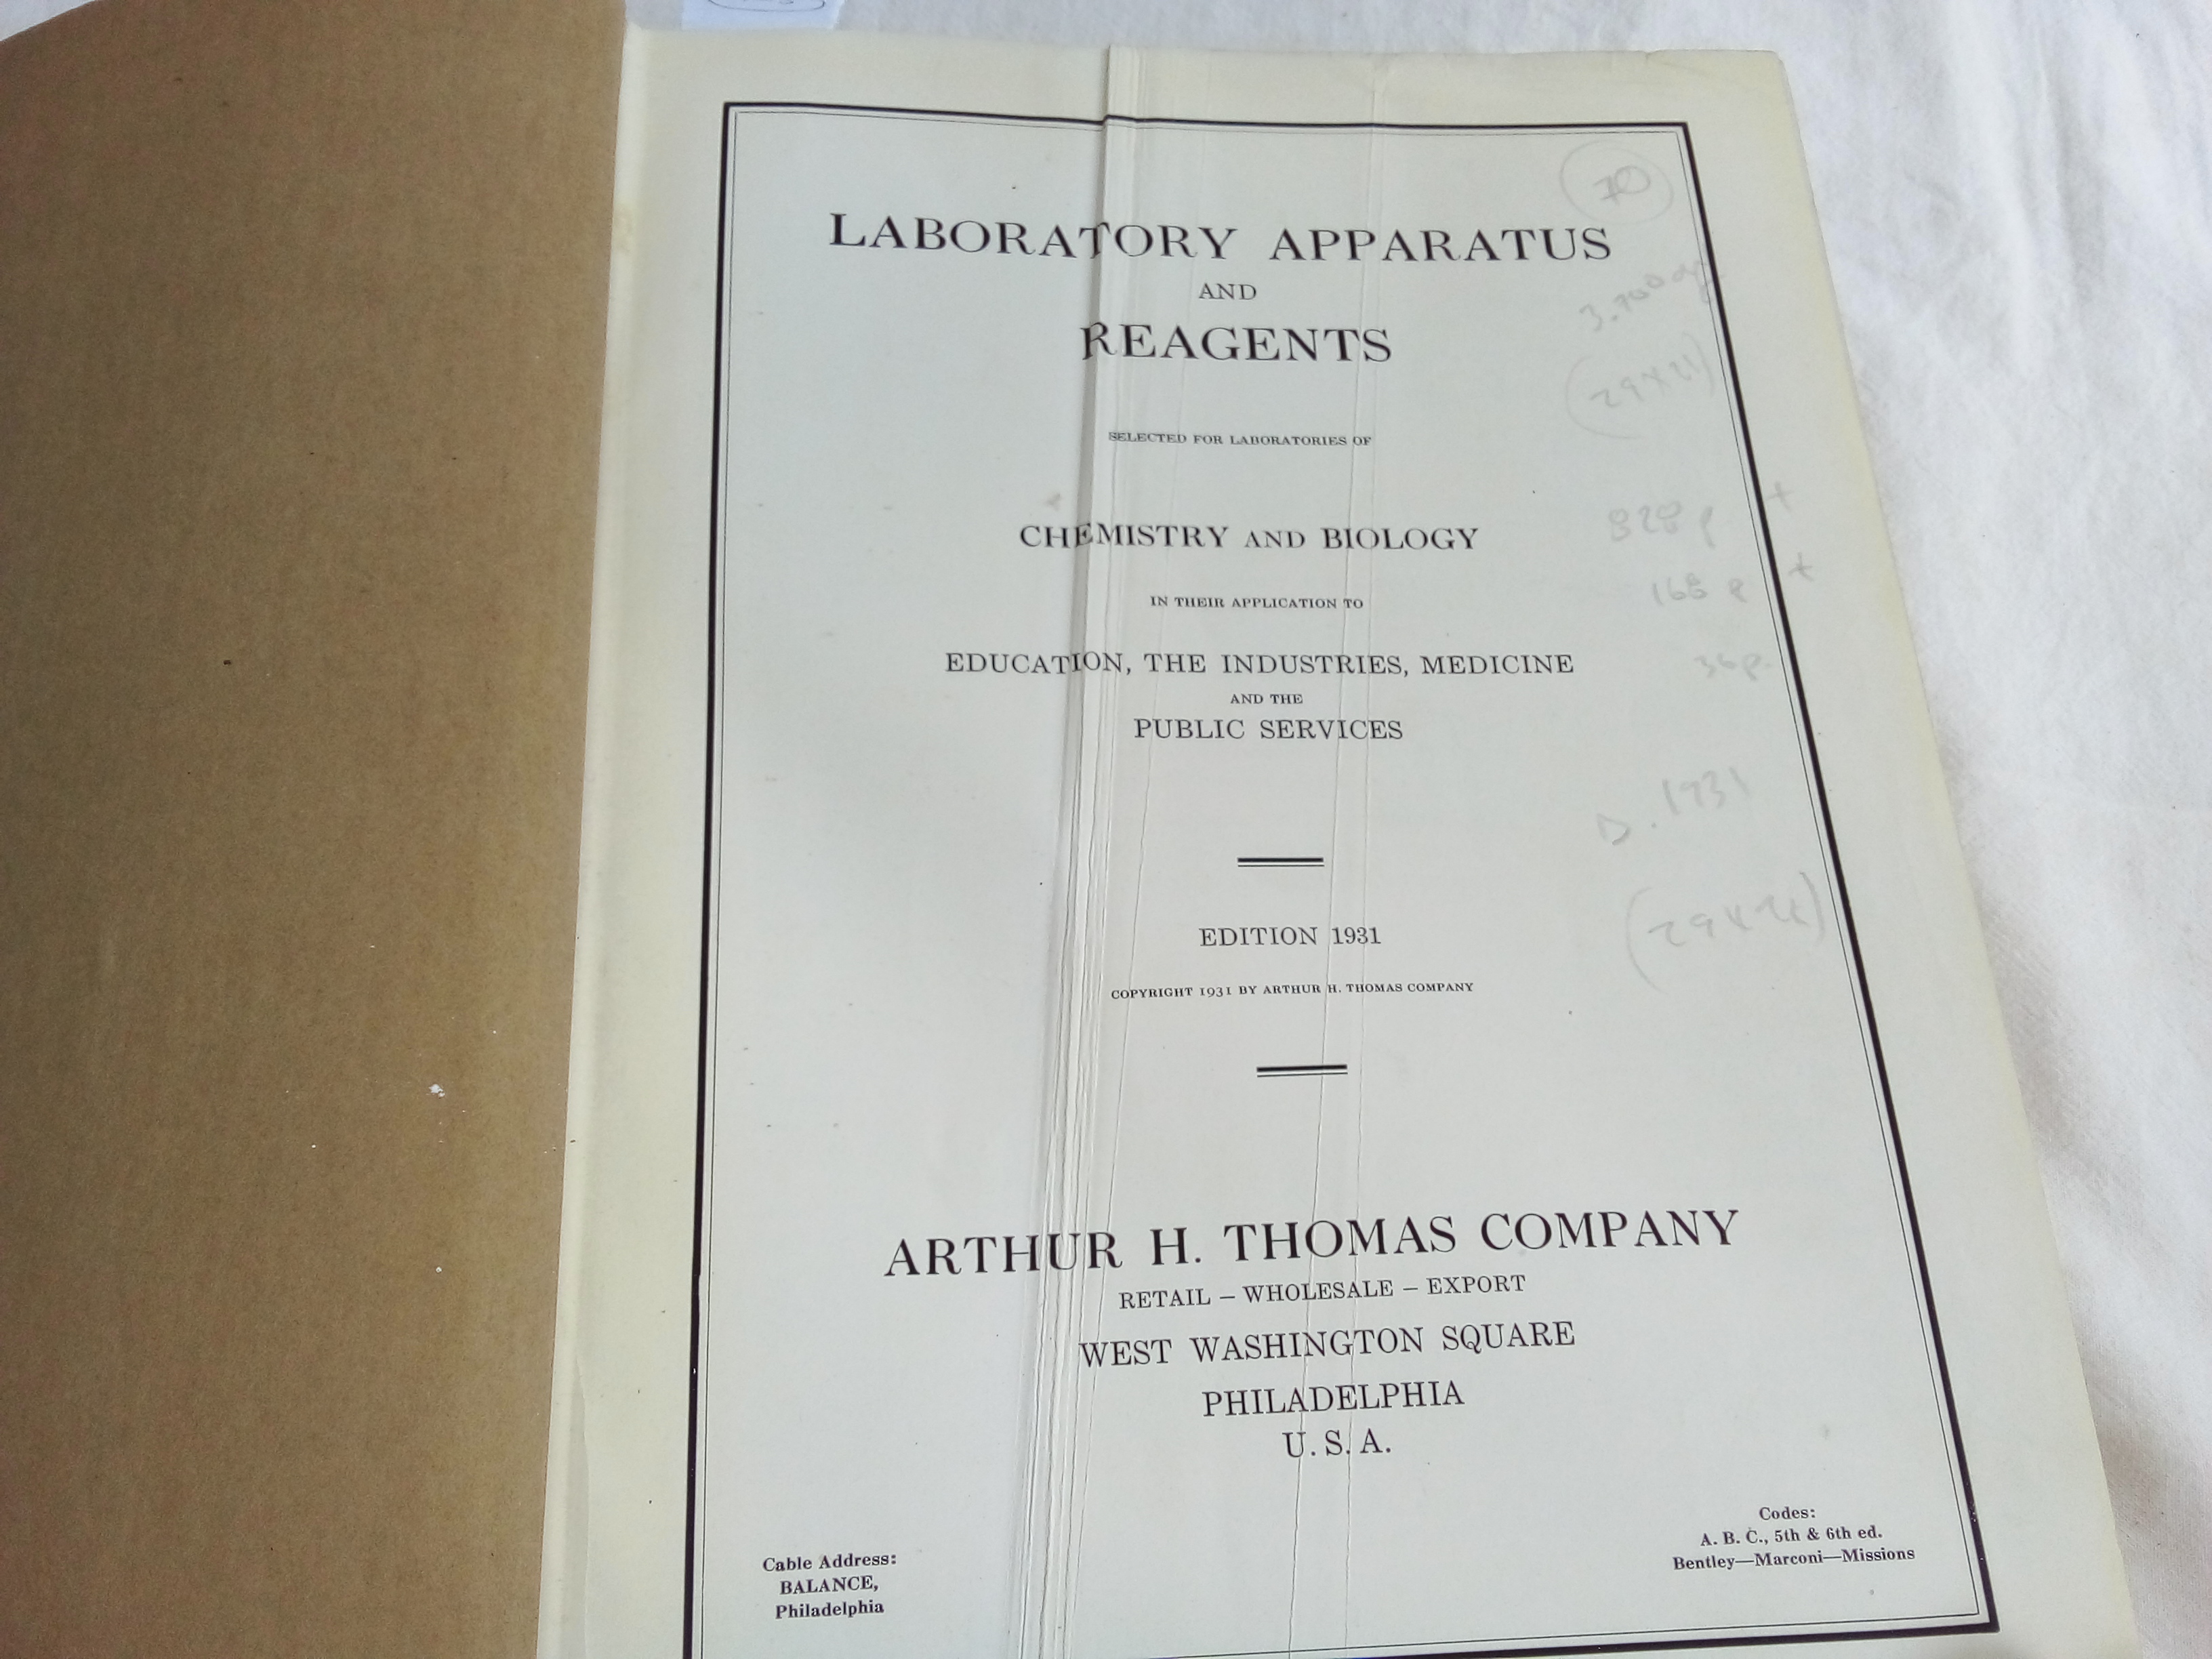 LABORATORY APPARATUS
AND
REAGENTS
SELECTED FOR LABORATORIES OF
CHEMISTRY AND BIOLOGY
IN THEIR APPLICATION TO
EDUCATION, THE INDUSTRIES, MEDICINE
AND THE
PUBLIC SERVICES
EDITION 1931
COPYRIGHT 1931 BY ARTHUR H. THOMAS COMPANY
ARTHUR H. THOMAS COMPANY
RETAIL – WHOLESALE – EXPORT
WEST WASHINGTON SQUARE
PHILADELPHIA
U. S. A.
Cable Address:
BALANCE,
Philadelphia
Codes:
A. B. C., 5th & 6th ed.
Bentley—Marconi—Missions
70
(29x21)
828 p +
168 p +
36p.
D. 1931